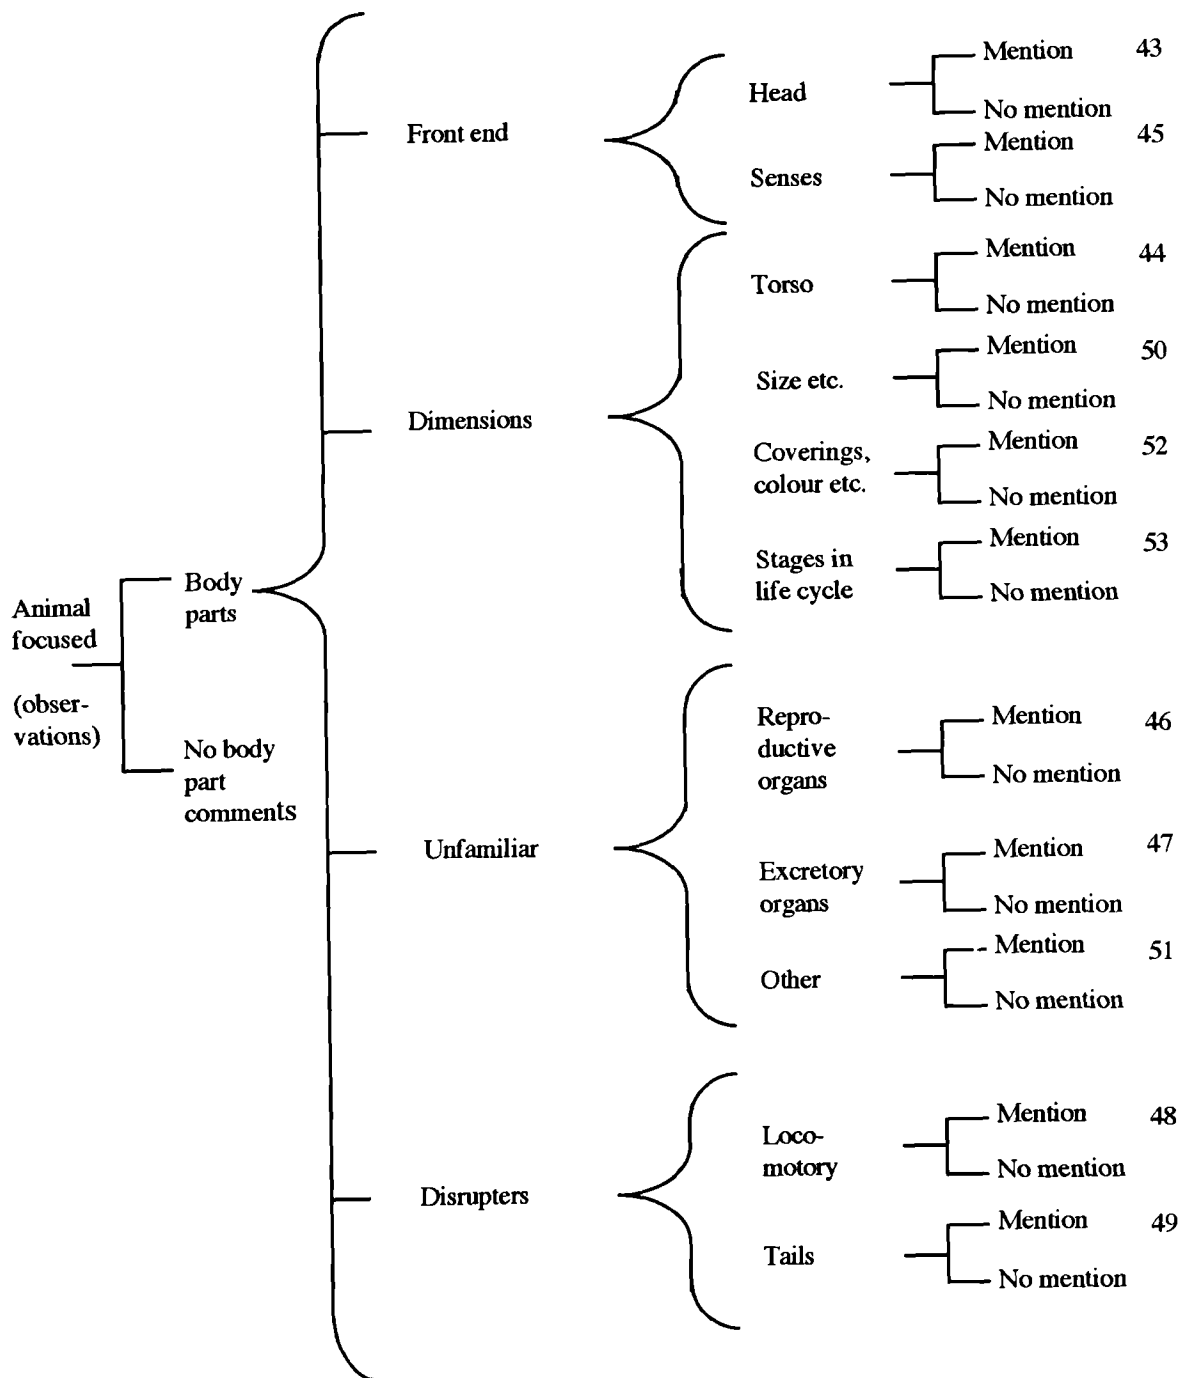 Animal
focused
(obser-
vations)
Body
parts
No body
part
comments
Front end
Head
Mention 43
No mention
Senses
Mention 45
No mention
Dimensions
Torso
Mention 44
No mention
Size etc.
Mention 50
No mention
Coverings,
colour etc.
Mention 52
No mention
Stages in
life cycle
Mention 53
No mention
Unfamiliar
Repro-
ductive
organs
Mention 46
No mention
Excretory
organs
Mention 47
No mention
Other
Mention 51
No mention
Disrupters
Loco-
motory
Mention 48
No mention
Tails
Mention 49
No mention